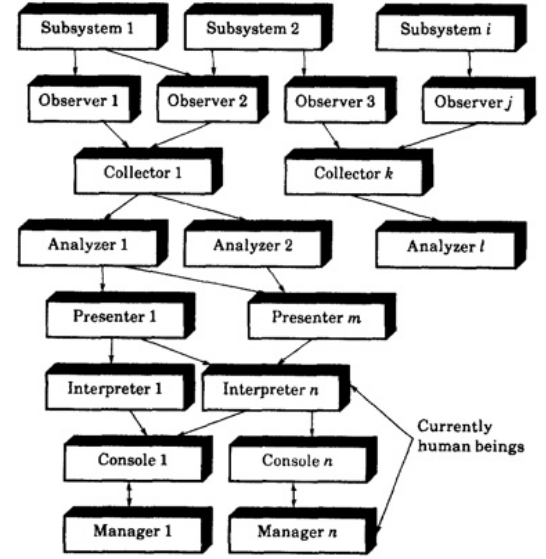 Subsystem 1
Subsystem 2
Subsystem i
Observer 1
Observer 2
Observer 3
Observer j
Collector 1
Collector k
Analyzer 1
Analyzer 2
Analyzer l
Presenter 1
Presenter m
Interpreter 1
Interpreter n
Currently
human beings
Console 1
Console n
Manager 1
Manager n